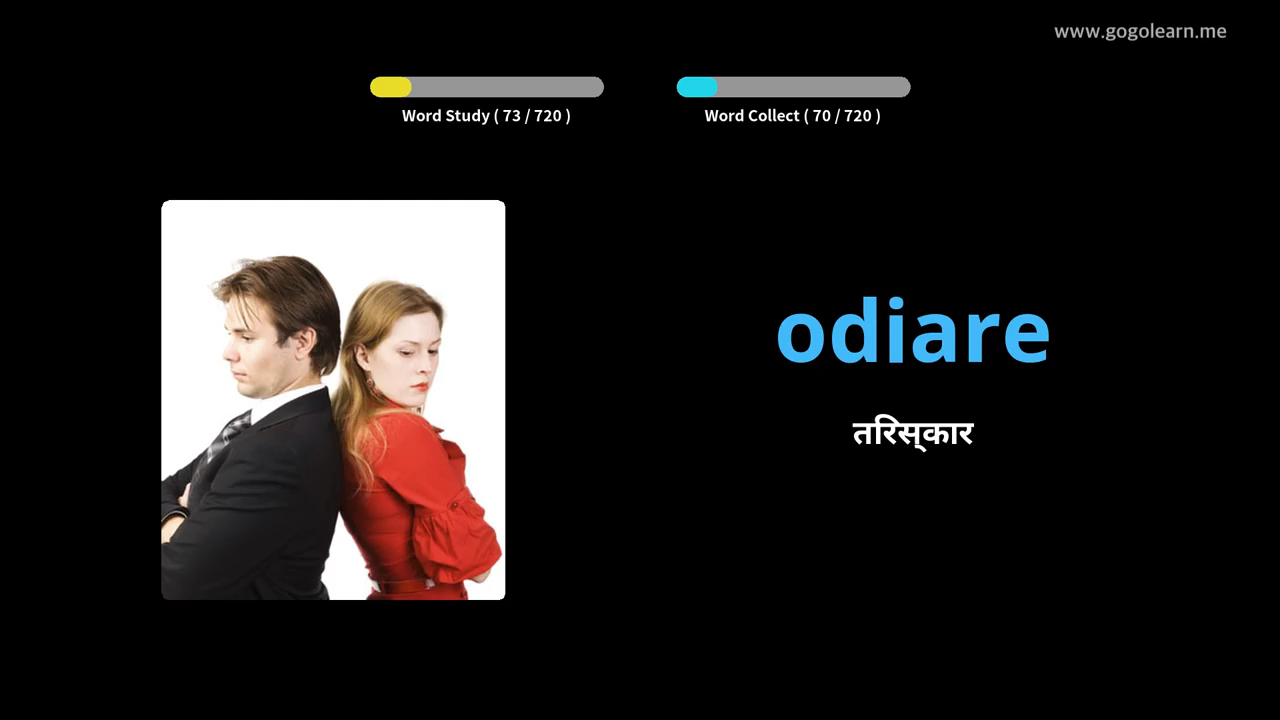 www.gogolearn.me
Word Study ( 73 / 720 )
Word Collect ( 70 / 720 )
odiare
तरिस्कार